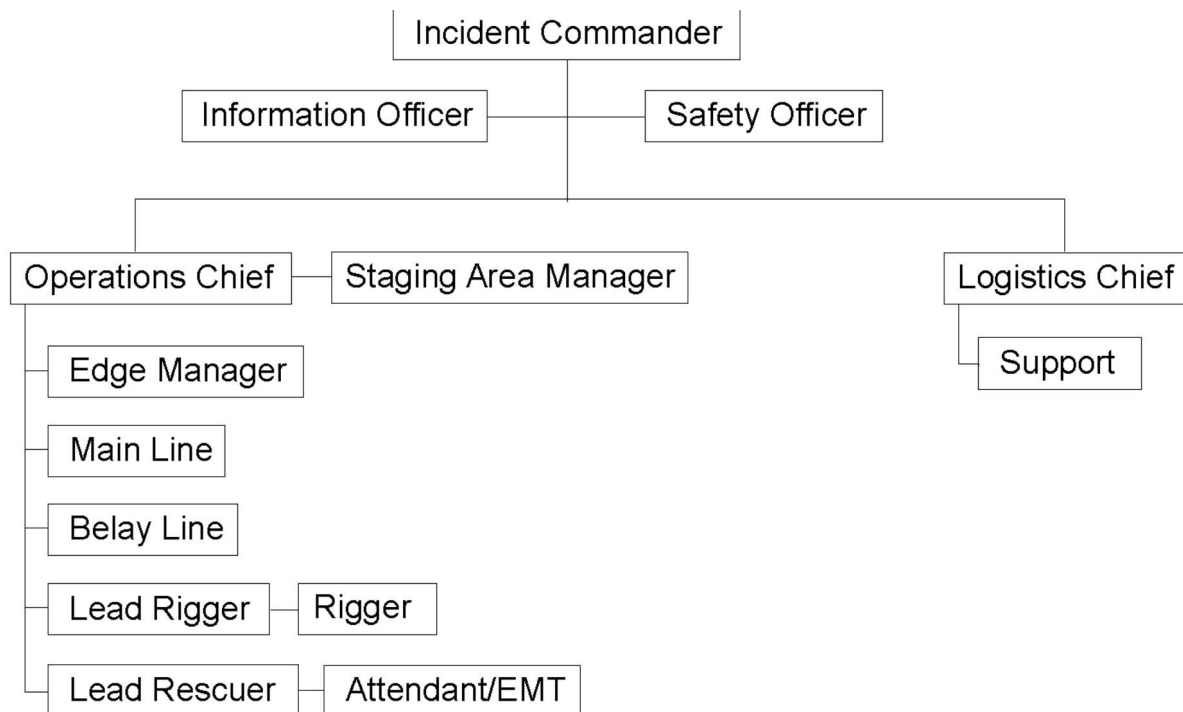 Incident Commander
Information Officer
Safety Officer
Operations Chief
Staging Area Manager
Logistics Chief
Edge Manager
Support
Main Line
Belay Line
Lead Rigger
Rigger
Lead Rescuer
Attendant/EMT